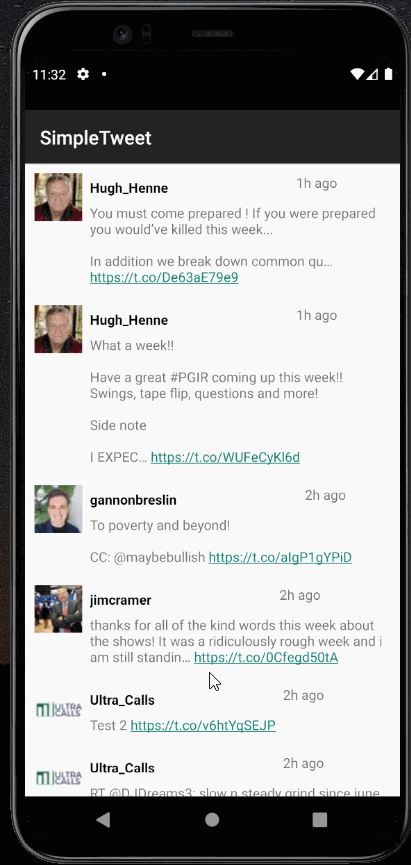 11:32
SimpleTweet
Hugh_Henne 1h ago
You must come prepared ! If you were prepared
you would've killed this week...
In addition we break down common qu…
https://t.co/De63aE79e9
Hugh_Henne 1h ago
What a week!!
Have a great #PGIR coming up this week!!
Swings, tape flip, questions and more!
Side note
I EXPEC… https://t.co/WUFeCyKl6d
gannonbreslin 2h ago
To poverty and beyond!
CC: @maybebullish https://t.co/aIgP1gYPiD
jimcramer 2h ago
thanks for all of the kind words this week about
the shows! It was a ridiculously rough week and i
am still standin… https://t.co/0Cfegd50tA
ULTRA CALLS
Ultra_Calls 2h ago
Test 2 https://t.co/v6htYqSEJP
ULTRA CALLS
Ultra_Calls 2h ago
RT @DJDreams3: slow n steady grind since june